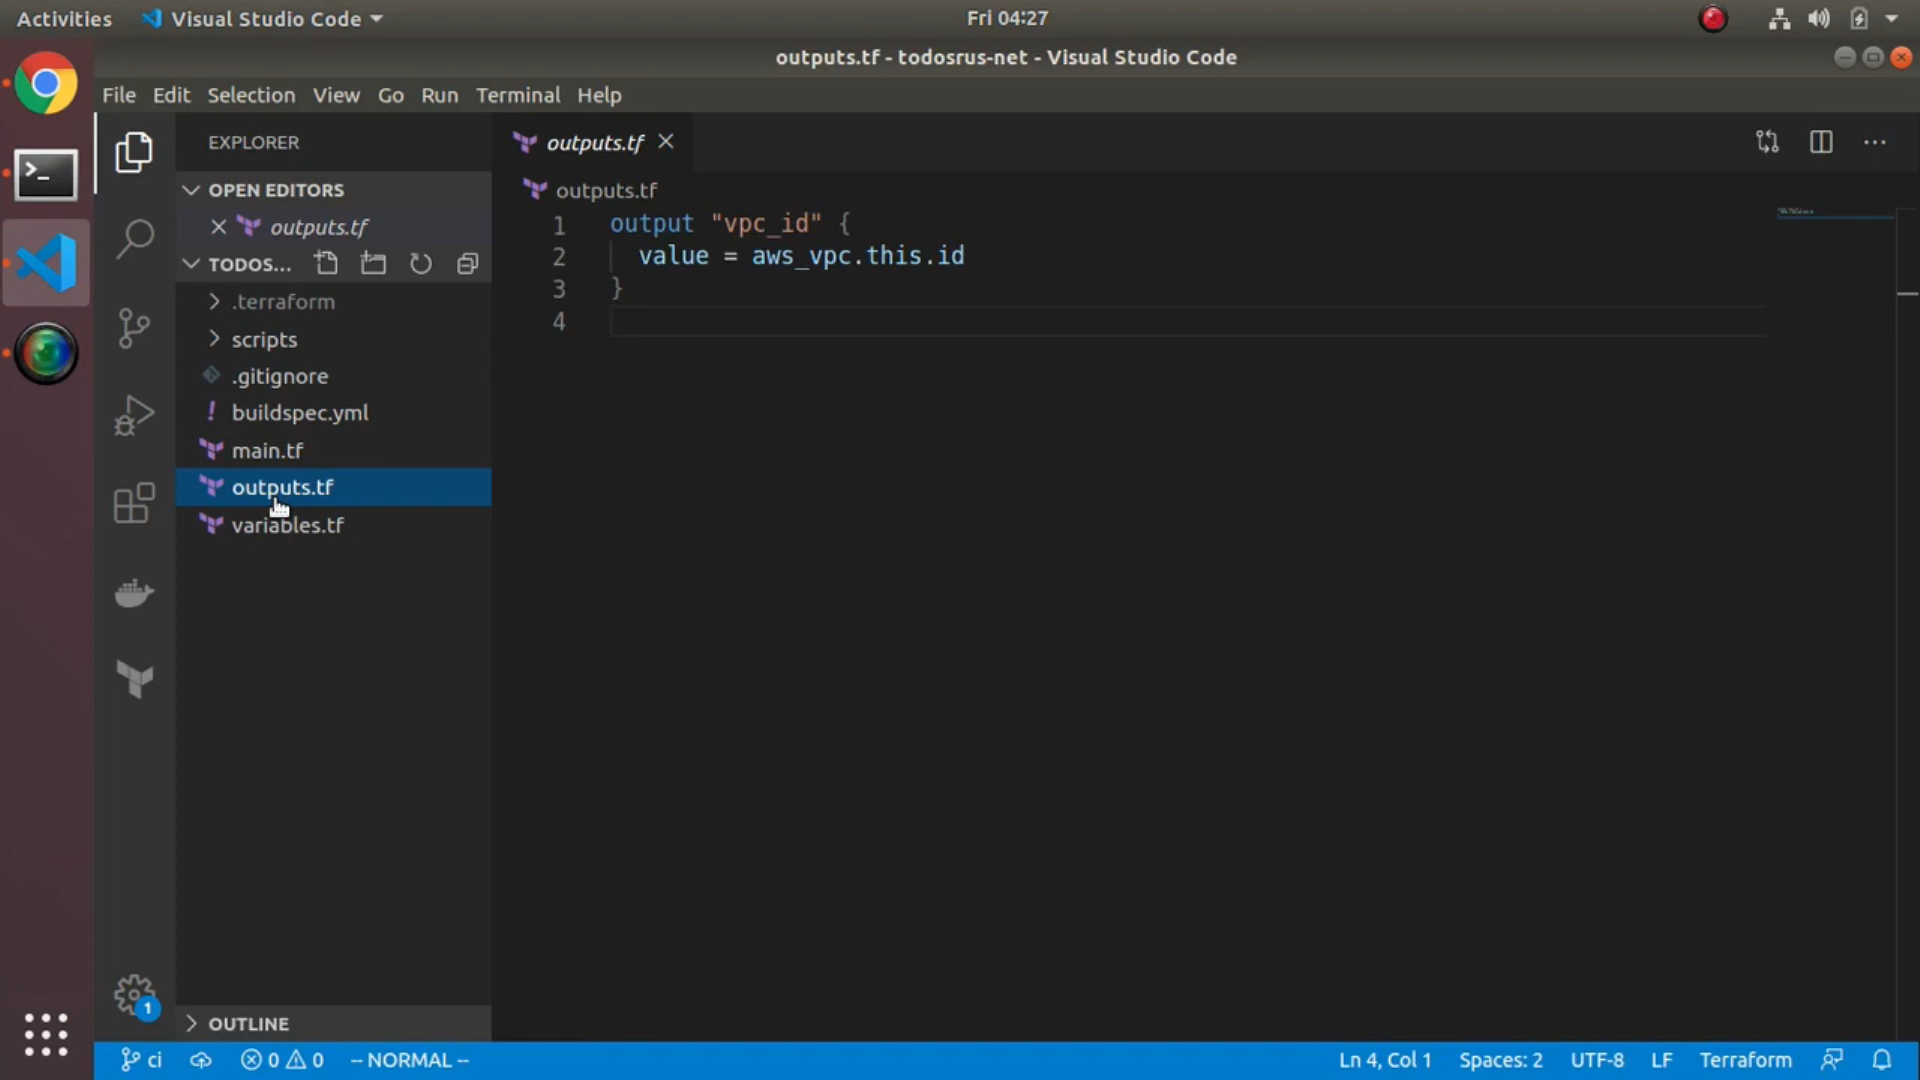 Activities Visual Studio Code Fri 04:27
outputs.tf - todosrus-net - Visual Studio Code
File Edit Selection View Go Run Terminal Help
EXPLORER
OPEN EDITORS
outputs.tf
TODOS...
.terraform
scripts
.gitignore
! buildspec.yml
main.tf
outputs.tf
variables.tf
OUTLINE
outputs.tf
outputs.tf
1 output "vpc_id" {
2 value = aws_vpc.this.id
3 }
4
1
ci 0 0 -- NORMAL -- Ln 4, Col 1 Spaces: 2 UTF-8 LF Terraform